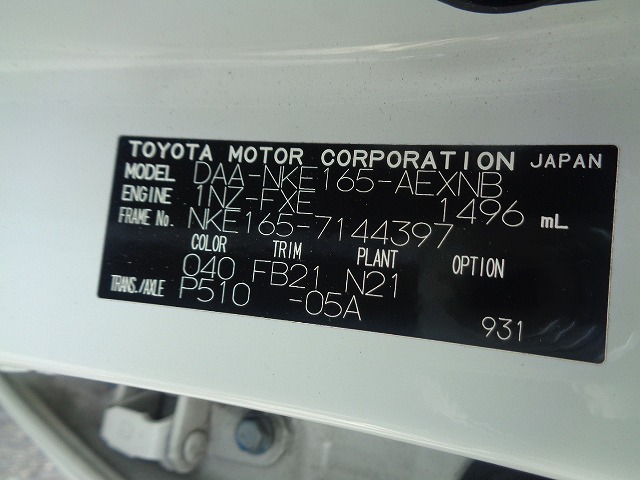 TOYOTA MOTOR CORPORATION JAPAN
MODEL DAA-NKE165-AEXNB
ENGINE 1NZ-FXE 1496 mL
FRAME No. NKE165-7144397
COLOR TRIM PLANT OPTION
040 FB21 N21
TRANS./AXLE P510 -05A
931